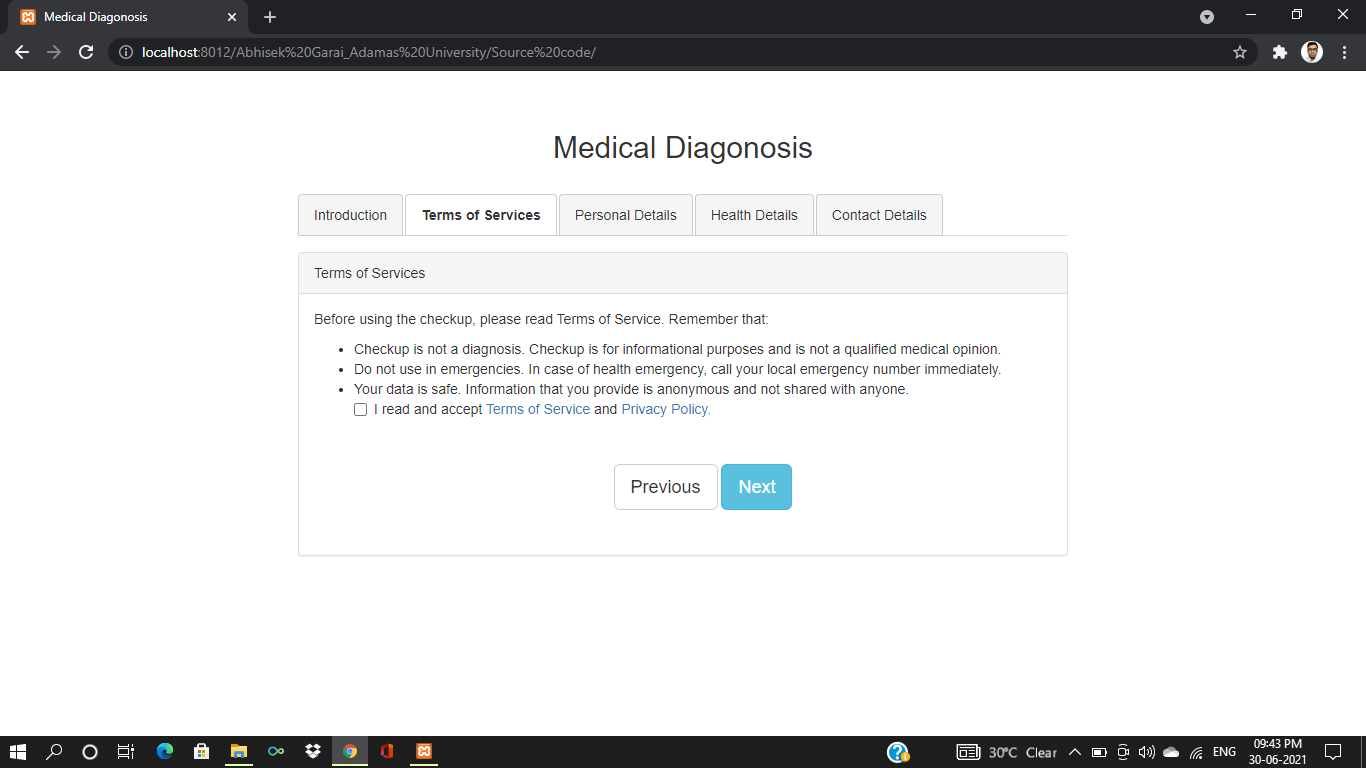 Medical Diagonosis
localhost:8012/Abhisek%20Garai_Adamas%20University/Source%20code/
Medical Diagonosis
Introduction
Terms of Services
Personal Details
Health Details
Contact Details
Terms of Services
Before using the checkup, please read Terms of Service. Remember that:
Checkup is not a diagnosis. Checkup is for informational purposes and is not a qualified medical opinion.
Do not use in emergencies. In case of health emergency, call your local emergency number immediately.
Your data is safe. Information that you provide is anonymous and not shared with anyone.
I read and accept Terms of Service and Privacy Policy.
Previous
Next
30°C Clear
ENG
09:43 PM
30-06-2021